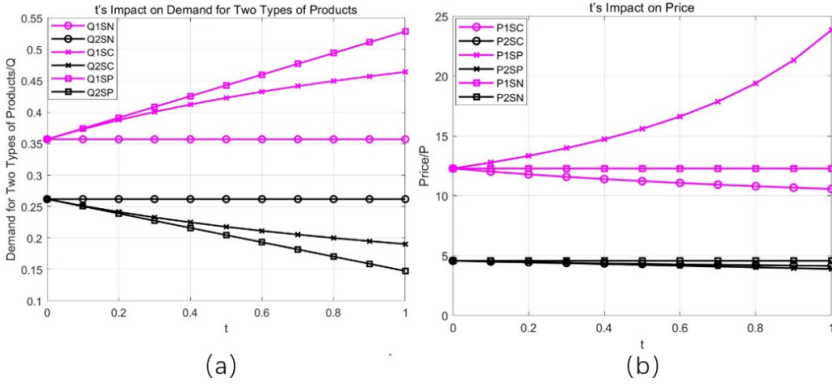 t's Impact on Demand for Two Types of Products
Q1SN
Q2SN
Q1SC
Q2SC
Q1SP
Q2SP
Demand for Two Types of Products/Q
0.55
0.5
0.45
0.4
0.35
0.3
0.25
0.2
0.15
0.1
0
0.2
0.4
0.6
0.8
1
t
(a)
t's Impact on Price
P1SC
P2SC
P1SP
P2SP
P1SN
P2SN
Price/P
25
20
15
10
5
0
0
0.2
0.4
0.6
0.8
1
t
(b)